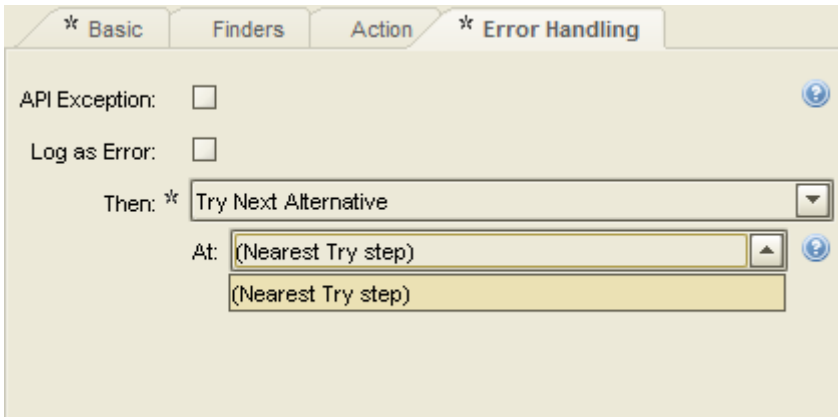 * Basic Finders Action * Error Handling
API Exception:
Log as Error:
Then: * Try Next Alternative
At: (Nearest Try step)
(Nearest Try step)